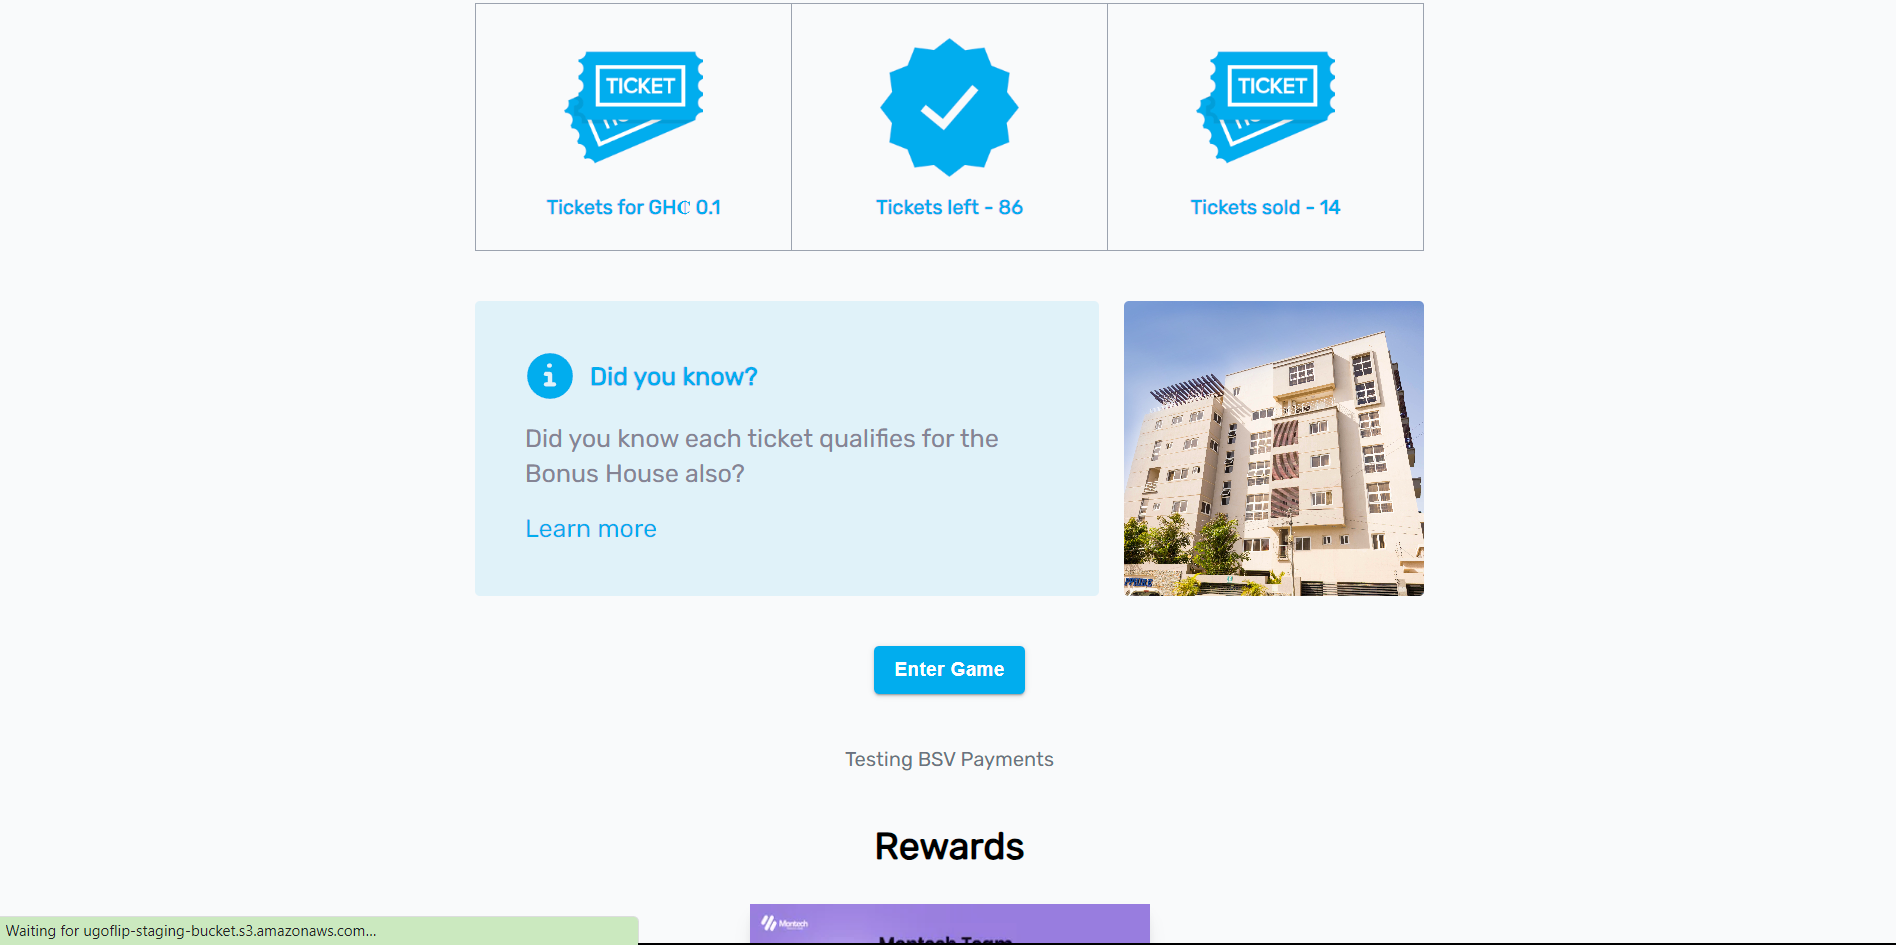 TICKET
TICKET
Tickets for GH₵ 0.1
Tickets left - 86
Tickets sold - 14
Did you know?
Did you know each ticket qualifies for the
Bonus House also?
Learn more
Enter Game
Testing BSV Payments
Rewards
Montech
Montech Team
Waiting for ugoflip-staging-bucket.s3.amazonaws.com...